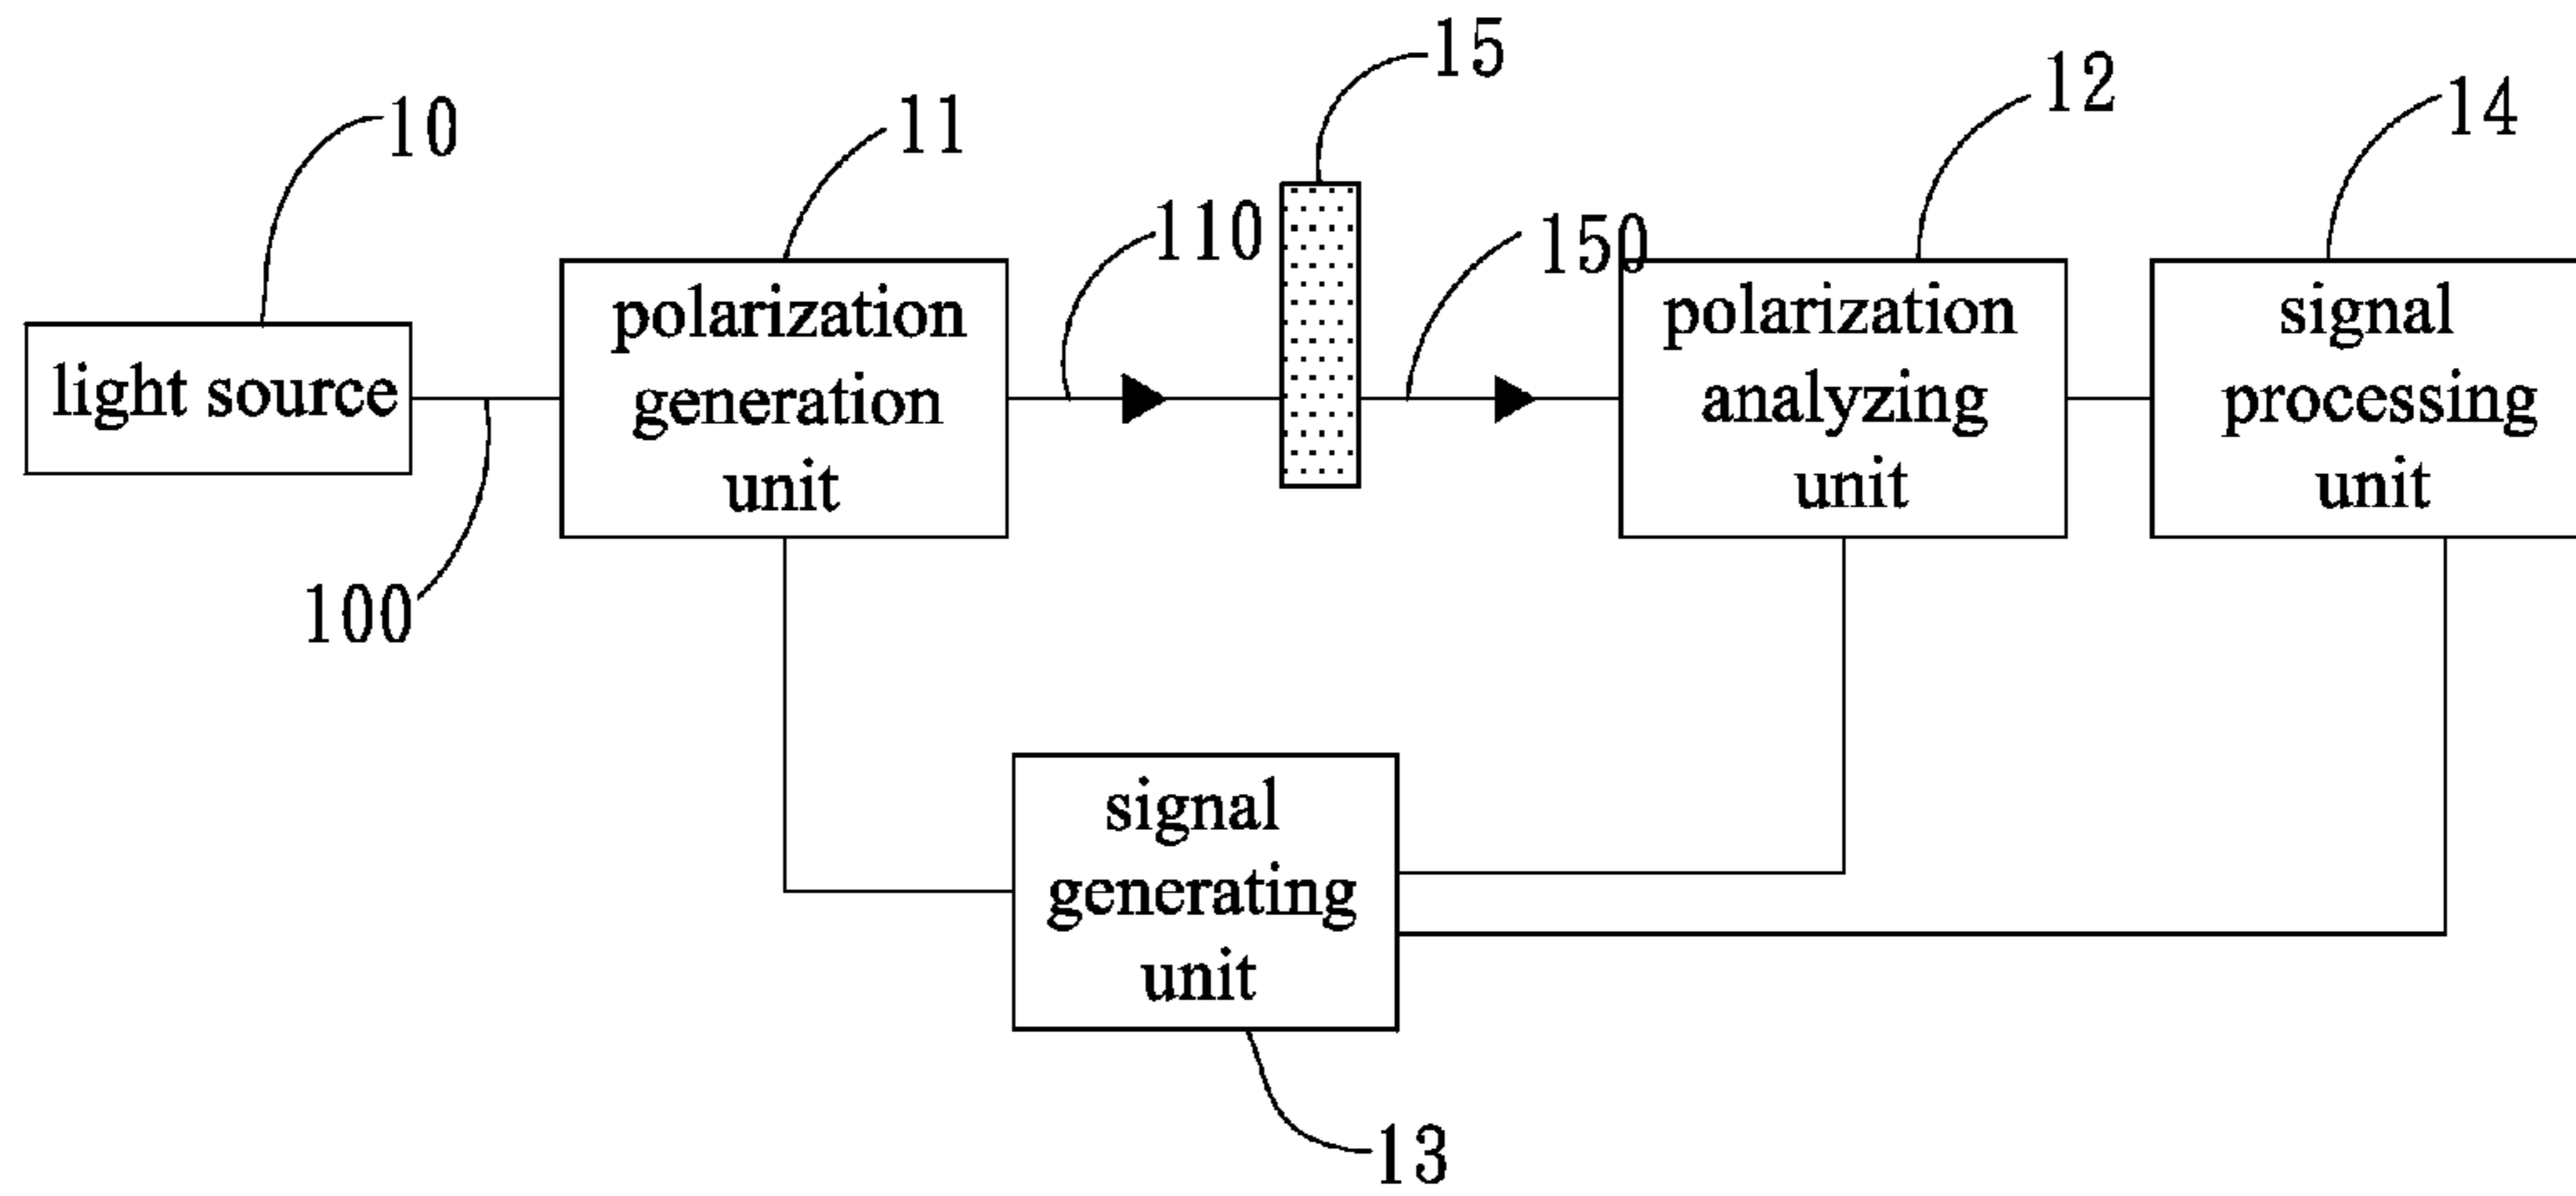 15
12
14
10
11
110
150
polarization
generation
unit
polarization
analyzing
unit
signal
processing
unit
light source
100
signal
generating
unit
13